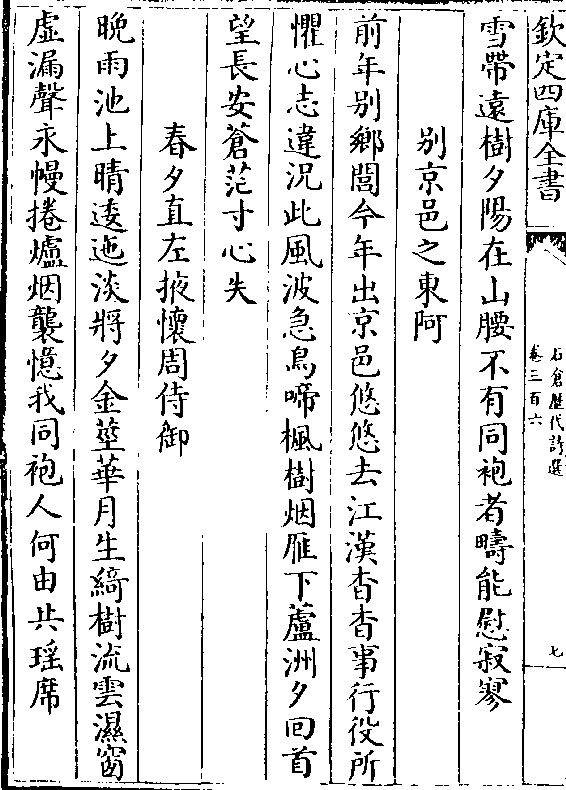 欽定四庫全書
石倉歷代詩選
卷三百六
七
雪帶遠樹夕陽在山腰不有同袍者疇能慰寂寥
别京邑之東阿
前年别鄉閭今年出京邑悠悠去江漢杳杳事行役所
懼心志違況此風波急鳥啼楓樹烟雁下蘆洲夕回首
望長安蒼茫寸心失
春夕直左掖懷周侍御
晚雨池上晴逶迤淡將夕金莖華月生綺樹流雲濕窗
虚漏聲永幔捲爐烟襲憶我同袍人何由共瑶席